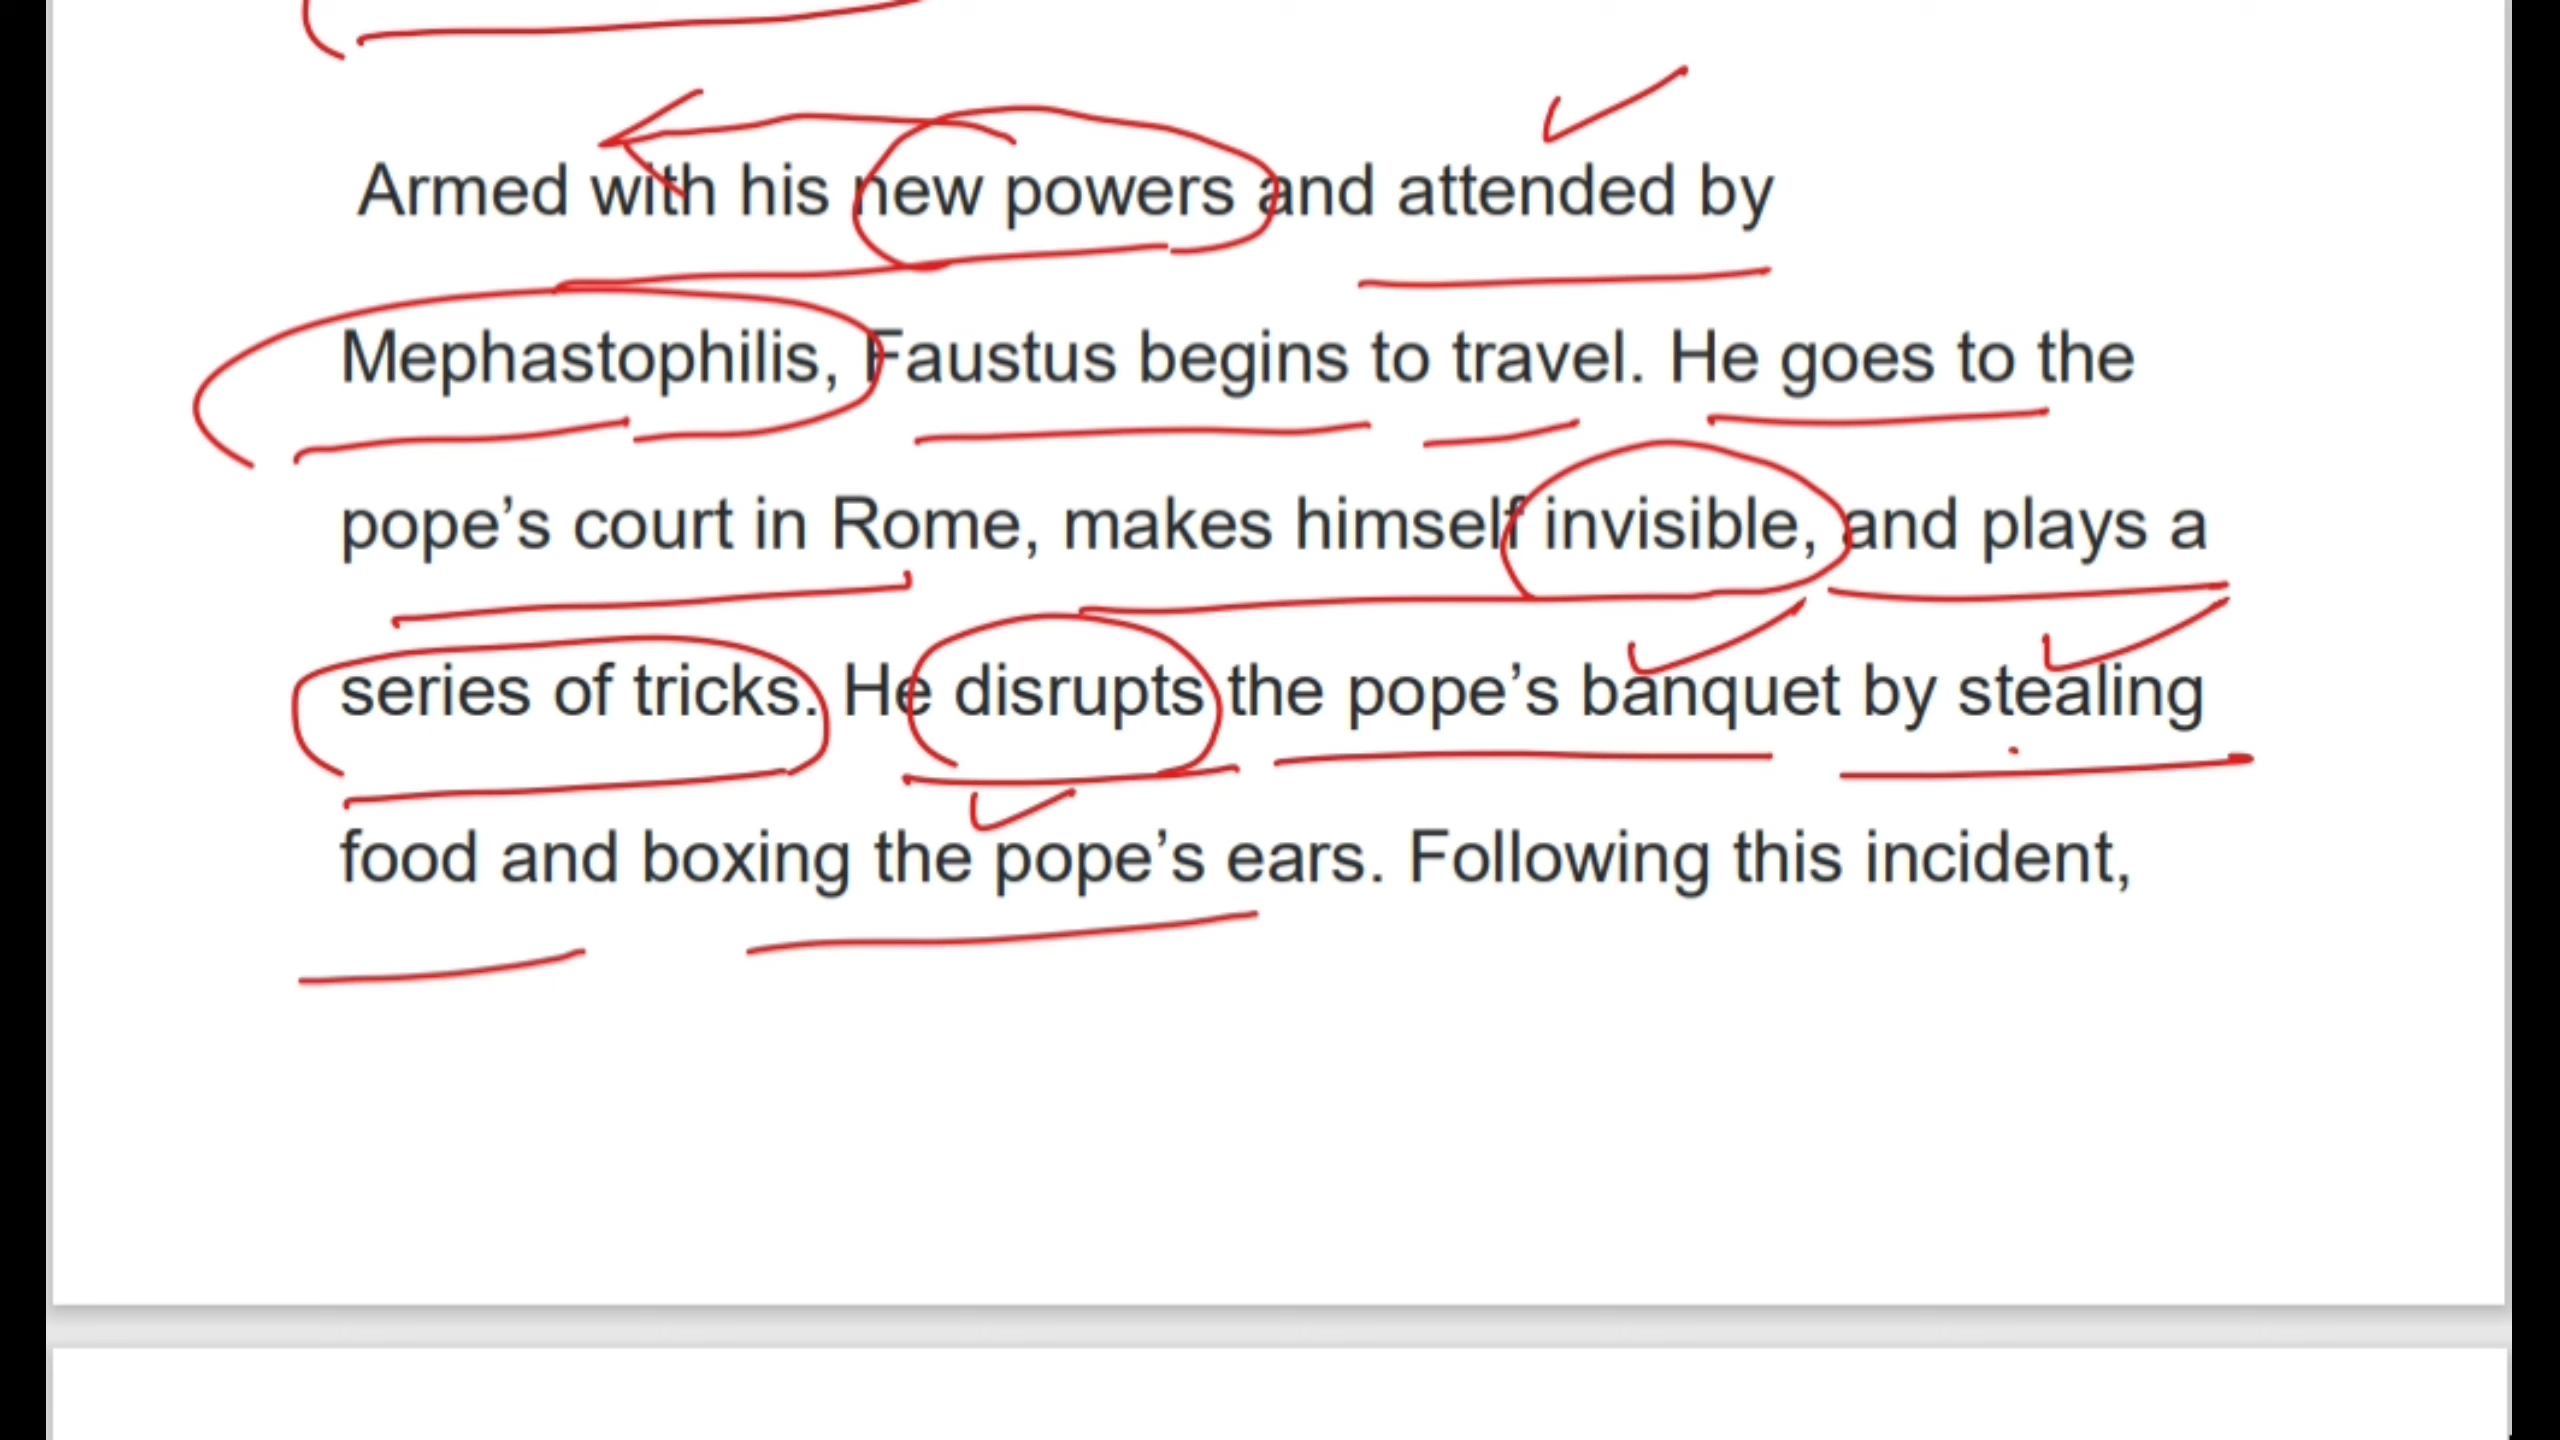 Armed with his new powers and attended by
Mephastophilis, Faustus begins to travel. He goes to the
pope’s court in Rome, makes himself invisible, and plays a
series of tricks. He disrupts the pope’s banquet by stealing
food and boxing the pope’s ears. Following this incident,